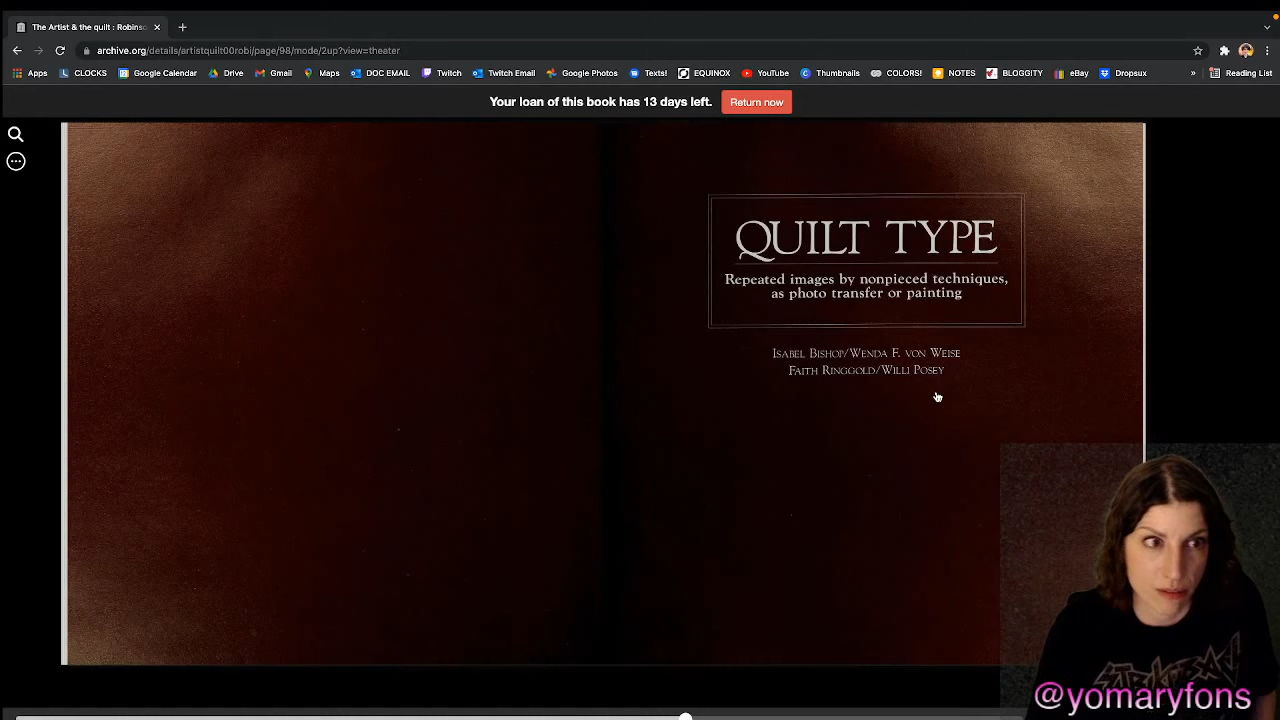 The Artist & the quilt : Robins
archive.org/details/artistquilt00robi/page/98/mode/2up?view=theater
Apps CLOCKS Google Calendar Drive Gmail Maps DOC EXEL Twitch Twitch Email Google Photos Texts! EQUINOX YouTube Thumbnails COLORS! NOTES BLOGGITY eBay Dropsux » Reading List
Your loan of this book has 13 days left. Return now
QUILT TYPE
Repeated images by nonpieced techniques,
as photo transfer or painting
ISABEL BISHOP/WENDA F. VON WEISE
FAITH RINGGOLD/WILLI POSEY
@yomaryfons